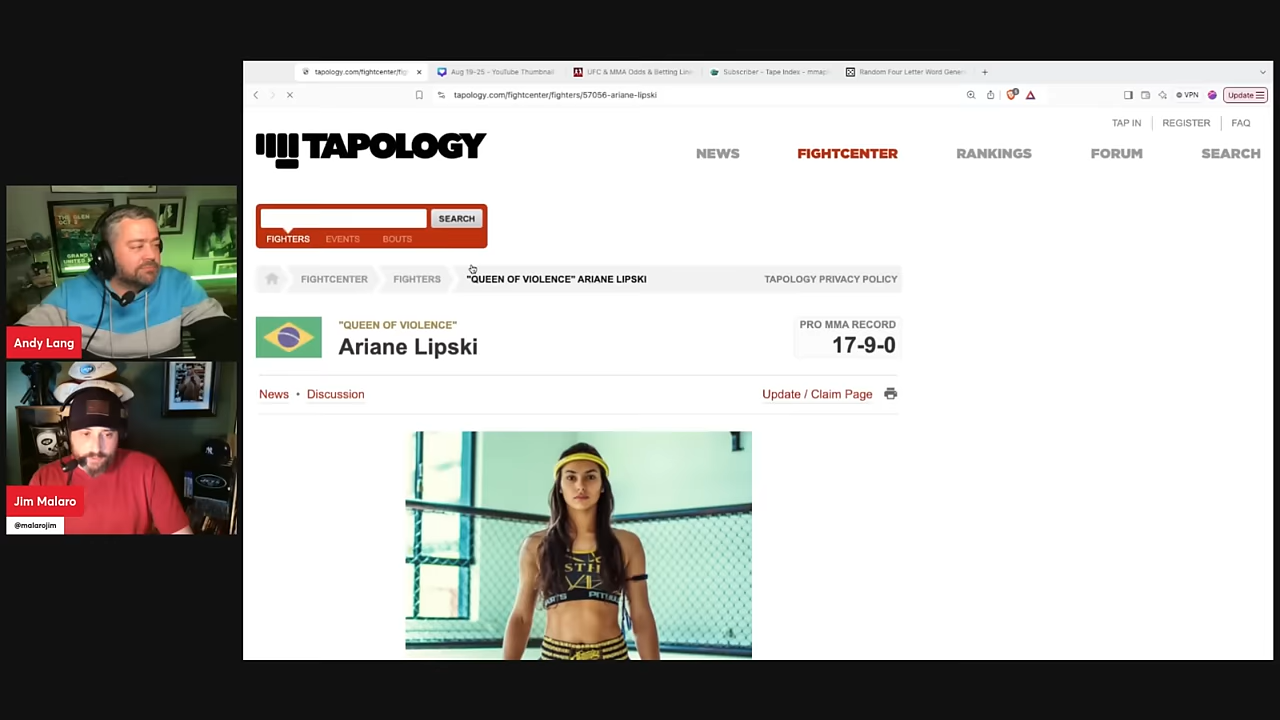 tapology.com/fightcenter/fig
Aug 19-25 - YouTube Thumbnail
UFC & MMA Odds & Betting Line
Subscriber - Tape Index - mmapl
Random Four Letter Word Gener
tapology.com/fightcenter/fighters/57056-ariane-lipski
VPN
Update
TAP IN
REGISTER
FAQ
TAPOLOGY
NEWS
FIGHTCENTER
RANKINGS
FORUM
SEARCH
SEARCH
FIGHTERS
EVENTS
BOUTS
FIGHTCENTER
FIGHTERS
"QUEEN OF VIOLENCE" ARIANE LIPSKI
TAPOLOGY PRIVACY POLICY
"QUEEN OF VIOLENCE"
Ariane Lipski
PRO MMA RECORD
17-9-0
News • Discussion
Update / Claim Page
STH
Andy Lang
Jim Malaro
@malarojim